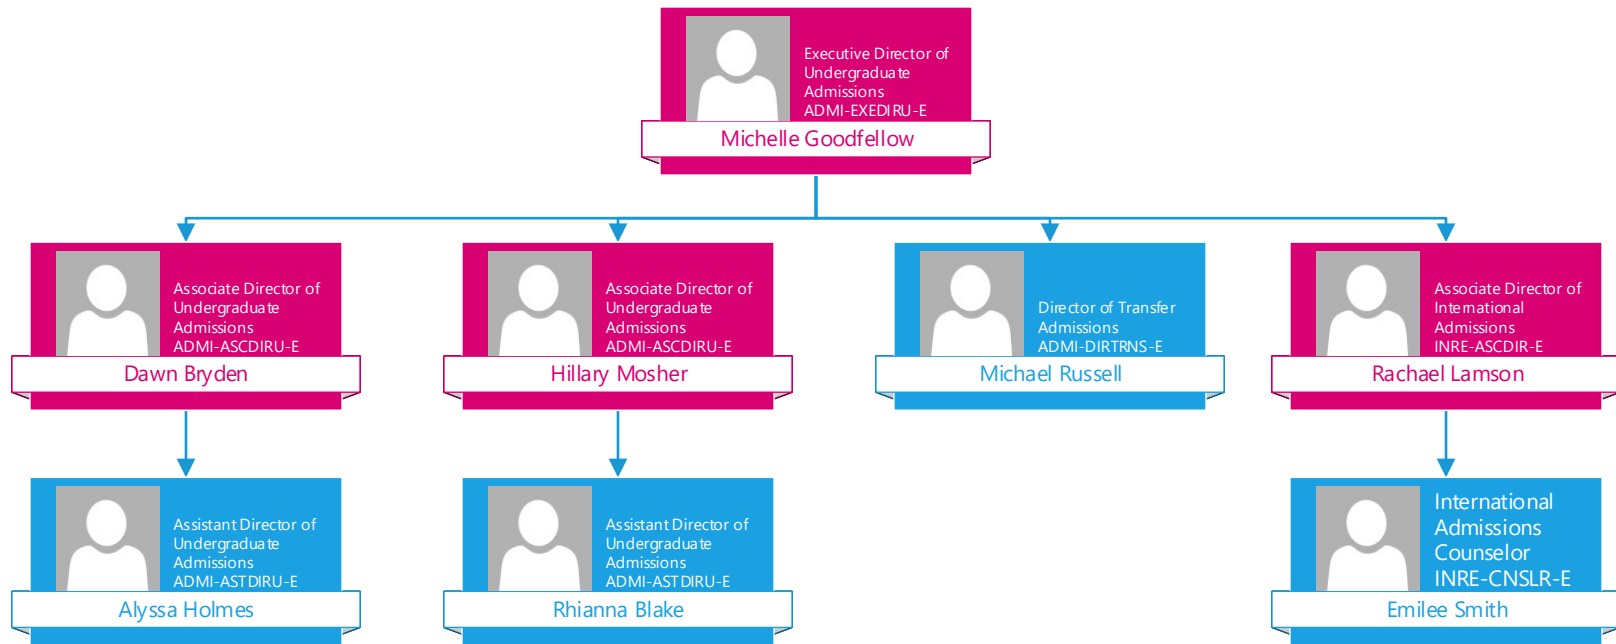 Executive Director of
Undergraduate
Admissions
ADMI-EXEDIRU-E
Michelle Goodfellow
Associate Director of
Undergraduate
Admissions
ADMI-ASCDIRU-E
Dawn Bryden
Associate Director of
Undergraduate
Admissions
ADMI-ASCDIRU-E
Hillary Mosher
Director of Transfer
Admissions
ADMI-DIRTRNS-E
Michael Russell
Associate Director of
International
Admissions
INRE-ASCDIR-E
Rachael Lamson
Assistant Director of
Undergraduate
Admissions
ADMI-ASTDIRU-E
Alyssa Holmes
Assistant Director of
Undergraduate
Admissions
ADMI-ASTDIRU-E
Rhianna Blake
International
Admissions
Counselor
INRE-CNSLR-E
Emilee Smith